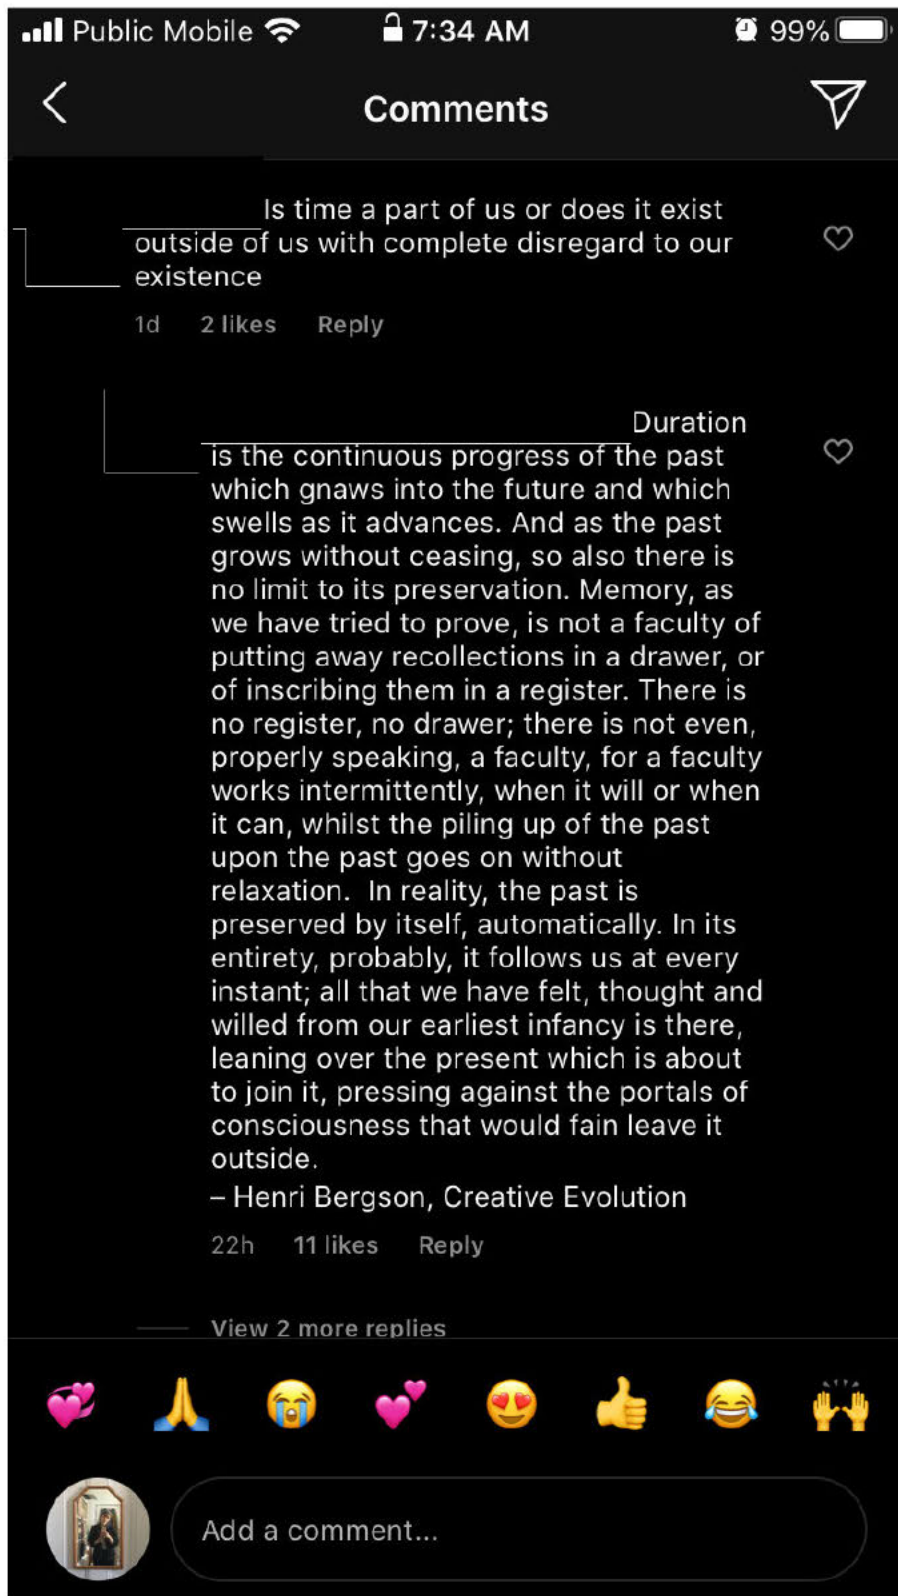 Public Mobile 7:34 AM 99%
Comments
Is time a part of us or does it exist
outside of us with complete disregard to our
existence
1d 2 likes Reply
Duration
is the continuous progress of the past
which gnaws into the future and which
swells as it advances. And as the past
grows without ceasing, so also there is
no limit to its preservation. Memory, as
we have tried to prove, is not a faculty of
putting away recollections in a drawer, or
of inscribing them in a register. There is
no register, no drawer; there is not even,
properly speaking, a faculty, for a faculty
works intermittently, when it will or when
it can, whilst the piling up of the past
upon the past goes on without
relaxation.  In reality, the past is
preserved by itself, automatically. In its
entirety, probably, it follows us at every
instant; all that we have felt, thought and
willed from our earliest infancy is there,
leaning over the present which is about
to join it, pressing against the portals of
consciousness that would fain leave it
outside.
– Henri Bergson, Creative Evolution
22h 11 likes Reply
View 2 more replies
Add a comment...